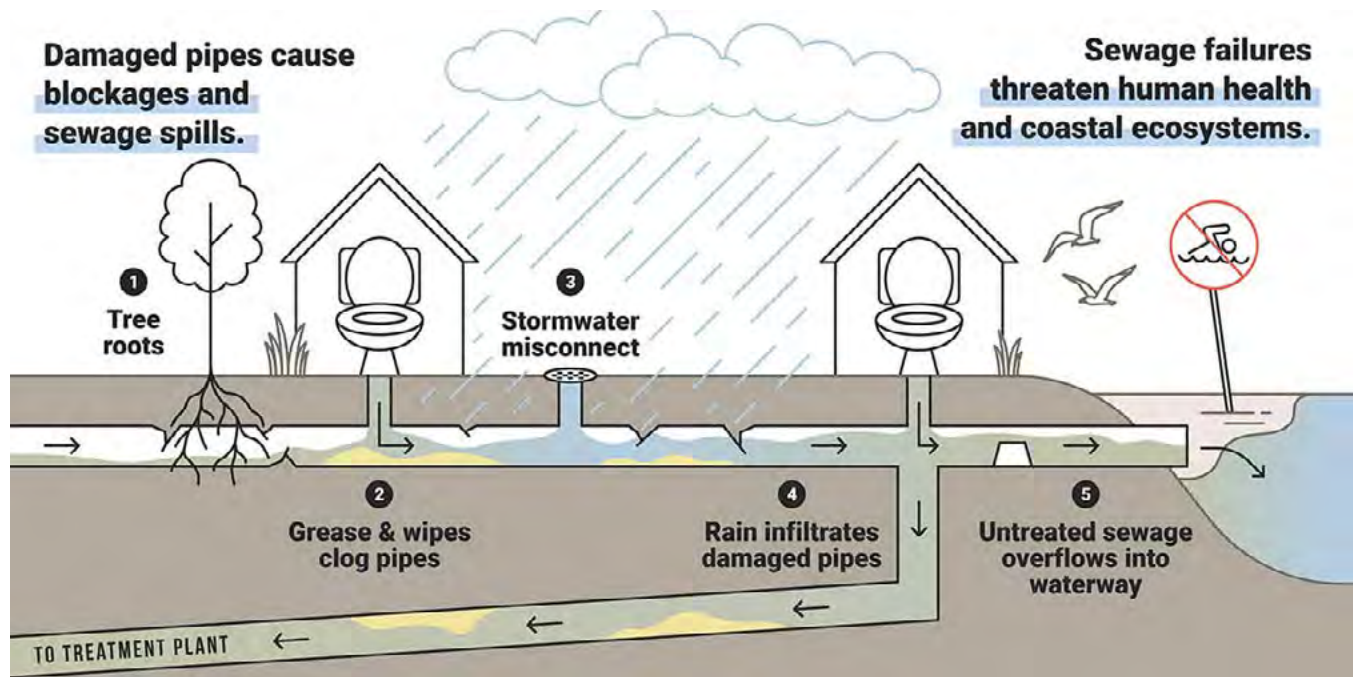 Damaged pipes cause
blockages and
sewage spills.
Sewage failures
threaten human health
and coastal ecosystems.
1
Tree
roots
3
Stormwater
misconnect
2
Grease & wipes
clog pipes
4
Rain infiltrates
damaged pipes
5
Untreated sewage
overflows into
waterway
TO TREATMENT PLANT